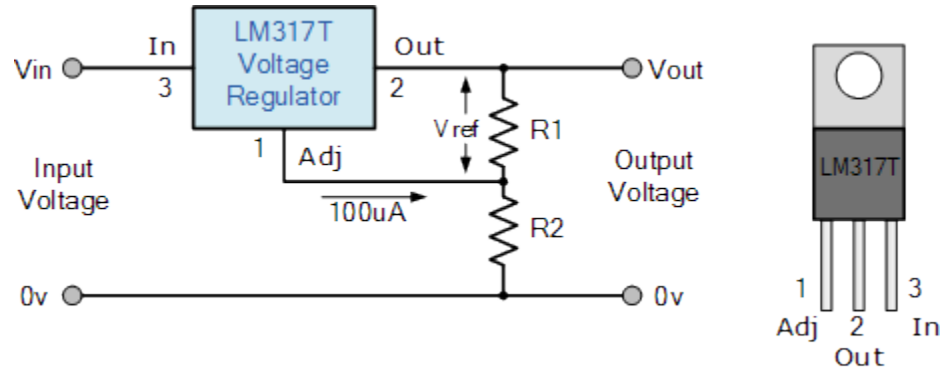 LM317T
Voltage
Regulator
In
3
Out
2
Vin
Vout
1
Adj
Vref
R1
100uA
R2
Input
Voltage
Output
Voltage
0v
0v
LM317T
1
3
Adj
2
In
Out